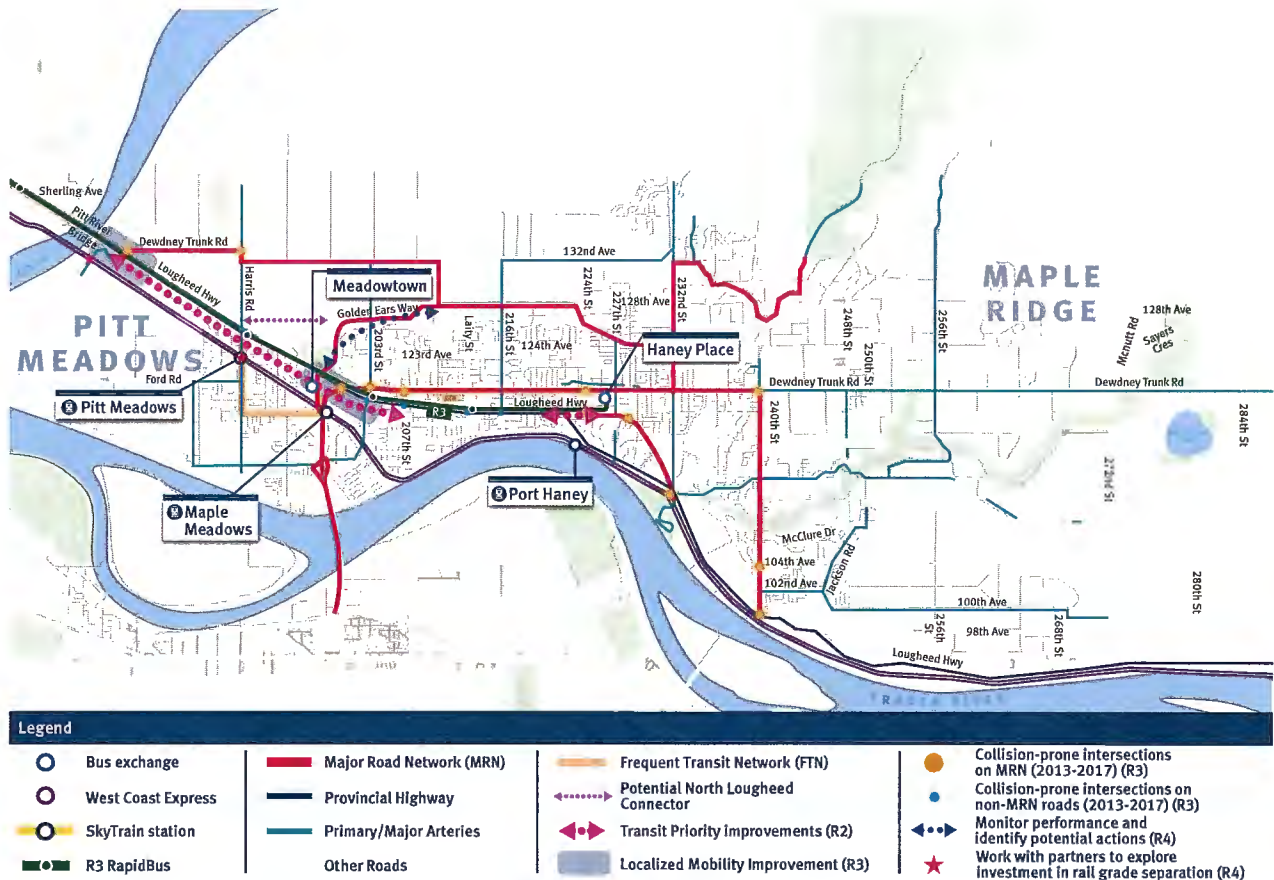 Sherling Ave
Pitt River
Bridge
Dewdney Trunk Rd
Lougheed Hwy
Harris Rd
Meadowtown
Golden Ears Way
132nd Ave
224th St
227th St
128th Ave
232nd St
MAPLE
RIDGE
128th Ave
Mcnutt Rd
Sayers
Cres
PITT
MEADOWS
203rd St
123rd Ave
Laity St
216th St
124th Ave
Haney Place
248th St
250th St
256th St
Ford Rd
Pitt Meadows
Dewdney Trunk Rd
Dewdney Trunk Rd
R3
Lougheed Hwy
207th St
240th St
284th St
272nd St
Maple
Meadows
Port Haney
McClure Dr
104th Ave
102nd Ave
Jackson Rd
100th Ave
256th
St
98th Ave
268th St
280th St
Lougheed Hwy
FRASER RIVER
Legend
Bus exchange
West Coast Express
SkyTrain station
R3 RapidBus
Major Road Network (MRN)
Provincial Highway
Primary/Major Arteries
Other Roads
Frequent Transit Network (FTN)
Potential North Lougheed
Connector
Transit Priority improvements (R2)
Localized Mobility Improvement (R3)
Collision-prone intersections
on MRN (2013-2017) (R3)
Collision-prone intersections on
non-MRN roads (2013-2017) (R3)
Monitor performance and
identify potential actions (R4)
Work with partners to explore
investment in rail grade separation (R4)